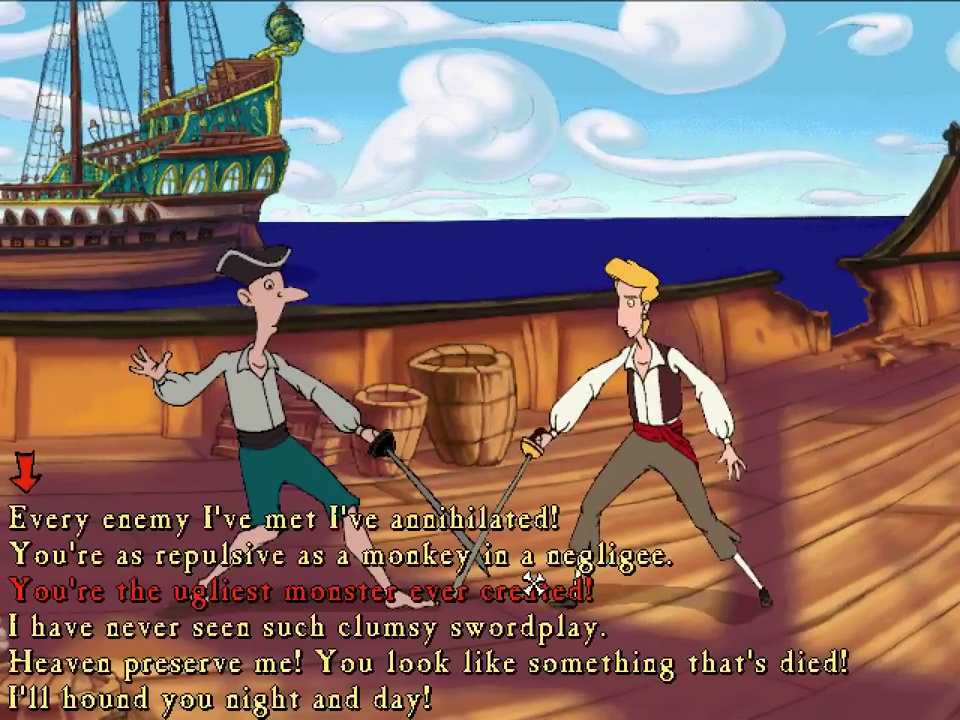 Every enemy I've met I've annihilated!
You're as repulsive as a monkey in a negligee.
You're the ugliest monster ever created!
I have never seen such clumsy swordplay.
Heaven preserve me! You look like something that's died!
I'll hound you night and day!